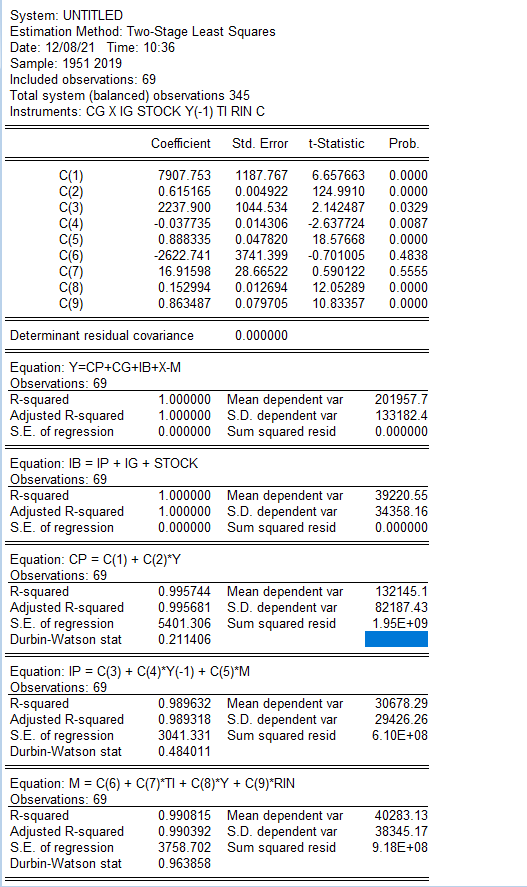 System: UNTITLED
Estimation Method: Two-Stage Least Squares
Date: 12/08/21 Time: 10:36
Sample: 1951 2019
Included observations: 69
Total system (balanced) observations 345
Instruments: CG X IG STOCK Y(-1) TI RIN C
Coefficient Std. Error t-Statistic Prob.
C(1) 7907.753 1187.767 6.657663 0.0000
C(2) 0.615165 0.004922 124.9910 0.0000
C(3) 2237.900 1044.534 2.142487 0.0329
C(4) -0.037735 0.014306 -2.637724 0.0087
C(5) 0.888335 0.047820 18.57668 0.0000
C(6) -2622.741 3741.399 -0.701005 0.4838
C(7) 16.91598 28.66522 0.590122 0.5555
C(8) 0.152994 0.012694 12.05289 0.0000
C(9) 0.863487 0.079705 10.83357 0.0000
Determinant residual covariance 0.000000
Equation: Y=CP+CG+IB+X-M
Observations: 69
R-squared 1.000000 Mean dependent var 201957.7
Adjusted R-squared 1.000000 S.D. dependent var 133182.4
S.E. of regression 0.000000 Sum squared resid 0.000000
Equation: IB = IP + IG + STOCK
Observations: 69
R-squared 1.000000 Mean dependent var 39220.55
Adjusted R-squared 1.000000 S.D. dependent var 34358.16
S.E. of regression 0.000000 Sum squared resid 0.000000
Equation: CP = C(1) + C(2)*Y
Observations: 69
R-squared 0.995744 Mean dependent var 132145.1
Adjusted R-squared 0.995681 S.D. dependent var 82187.43
S.E. of regression 5401.306 Sum squared resid 1.95E+09
Durbin-Watson stat 0.211406
Equation: IP = C(3) + C(4)*Y(-1) + C(5)*M
Observations: 69
R-squared 0.989632 Mean dependent var 30678.29
Adjusted R-squared 0.989318 S.D. dependent var 29426.26
S.E. of regression 3041.331 Sum squared resid 6.10E+08
Durbin-Watson stat 0.484011
Equation: M = C(6) + C(7)*TI + C(8)*Y + C(9)*RIN
Observations: 69
R-squared 0.990815 Mean dependent var 40283.13
Adjusted R-squared 0.990392 S.D. dependent var 38345.17
S.E. of regression 3758.702 Sum squared resid 9.18E+08
Durbin-Watson stat 0.963858